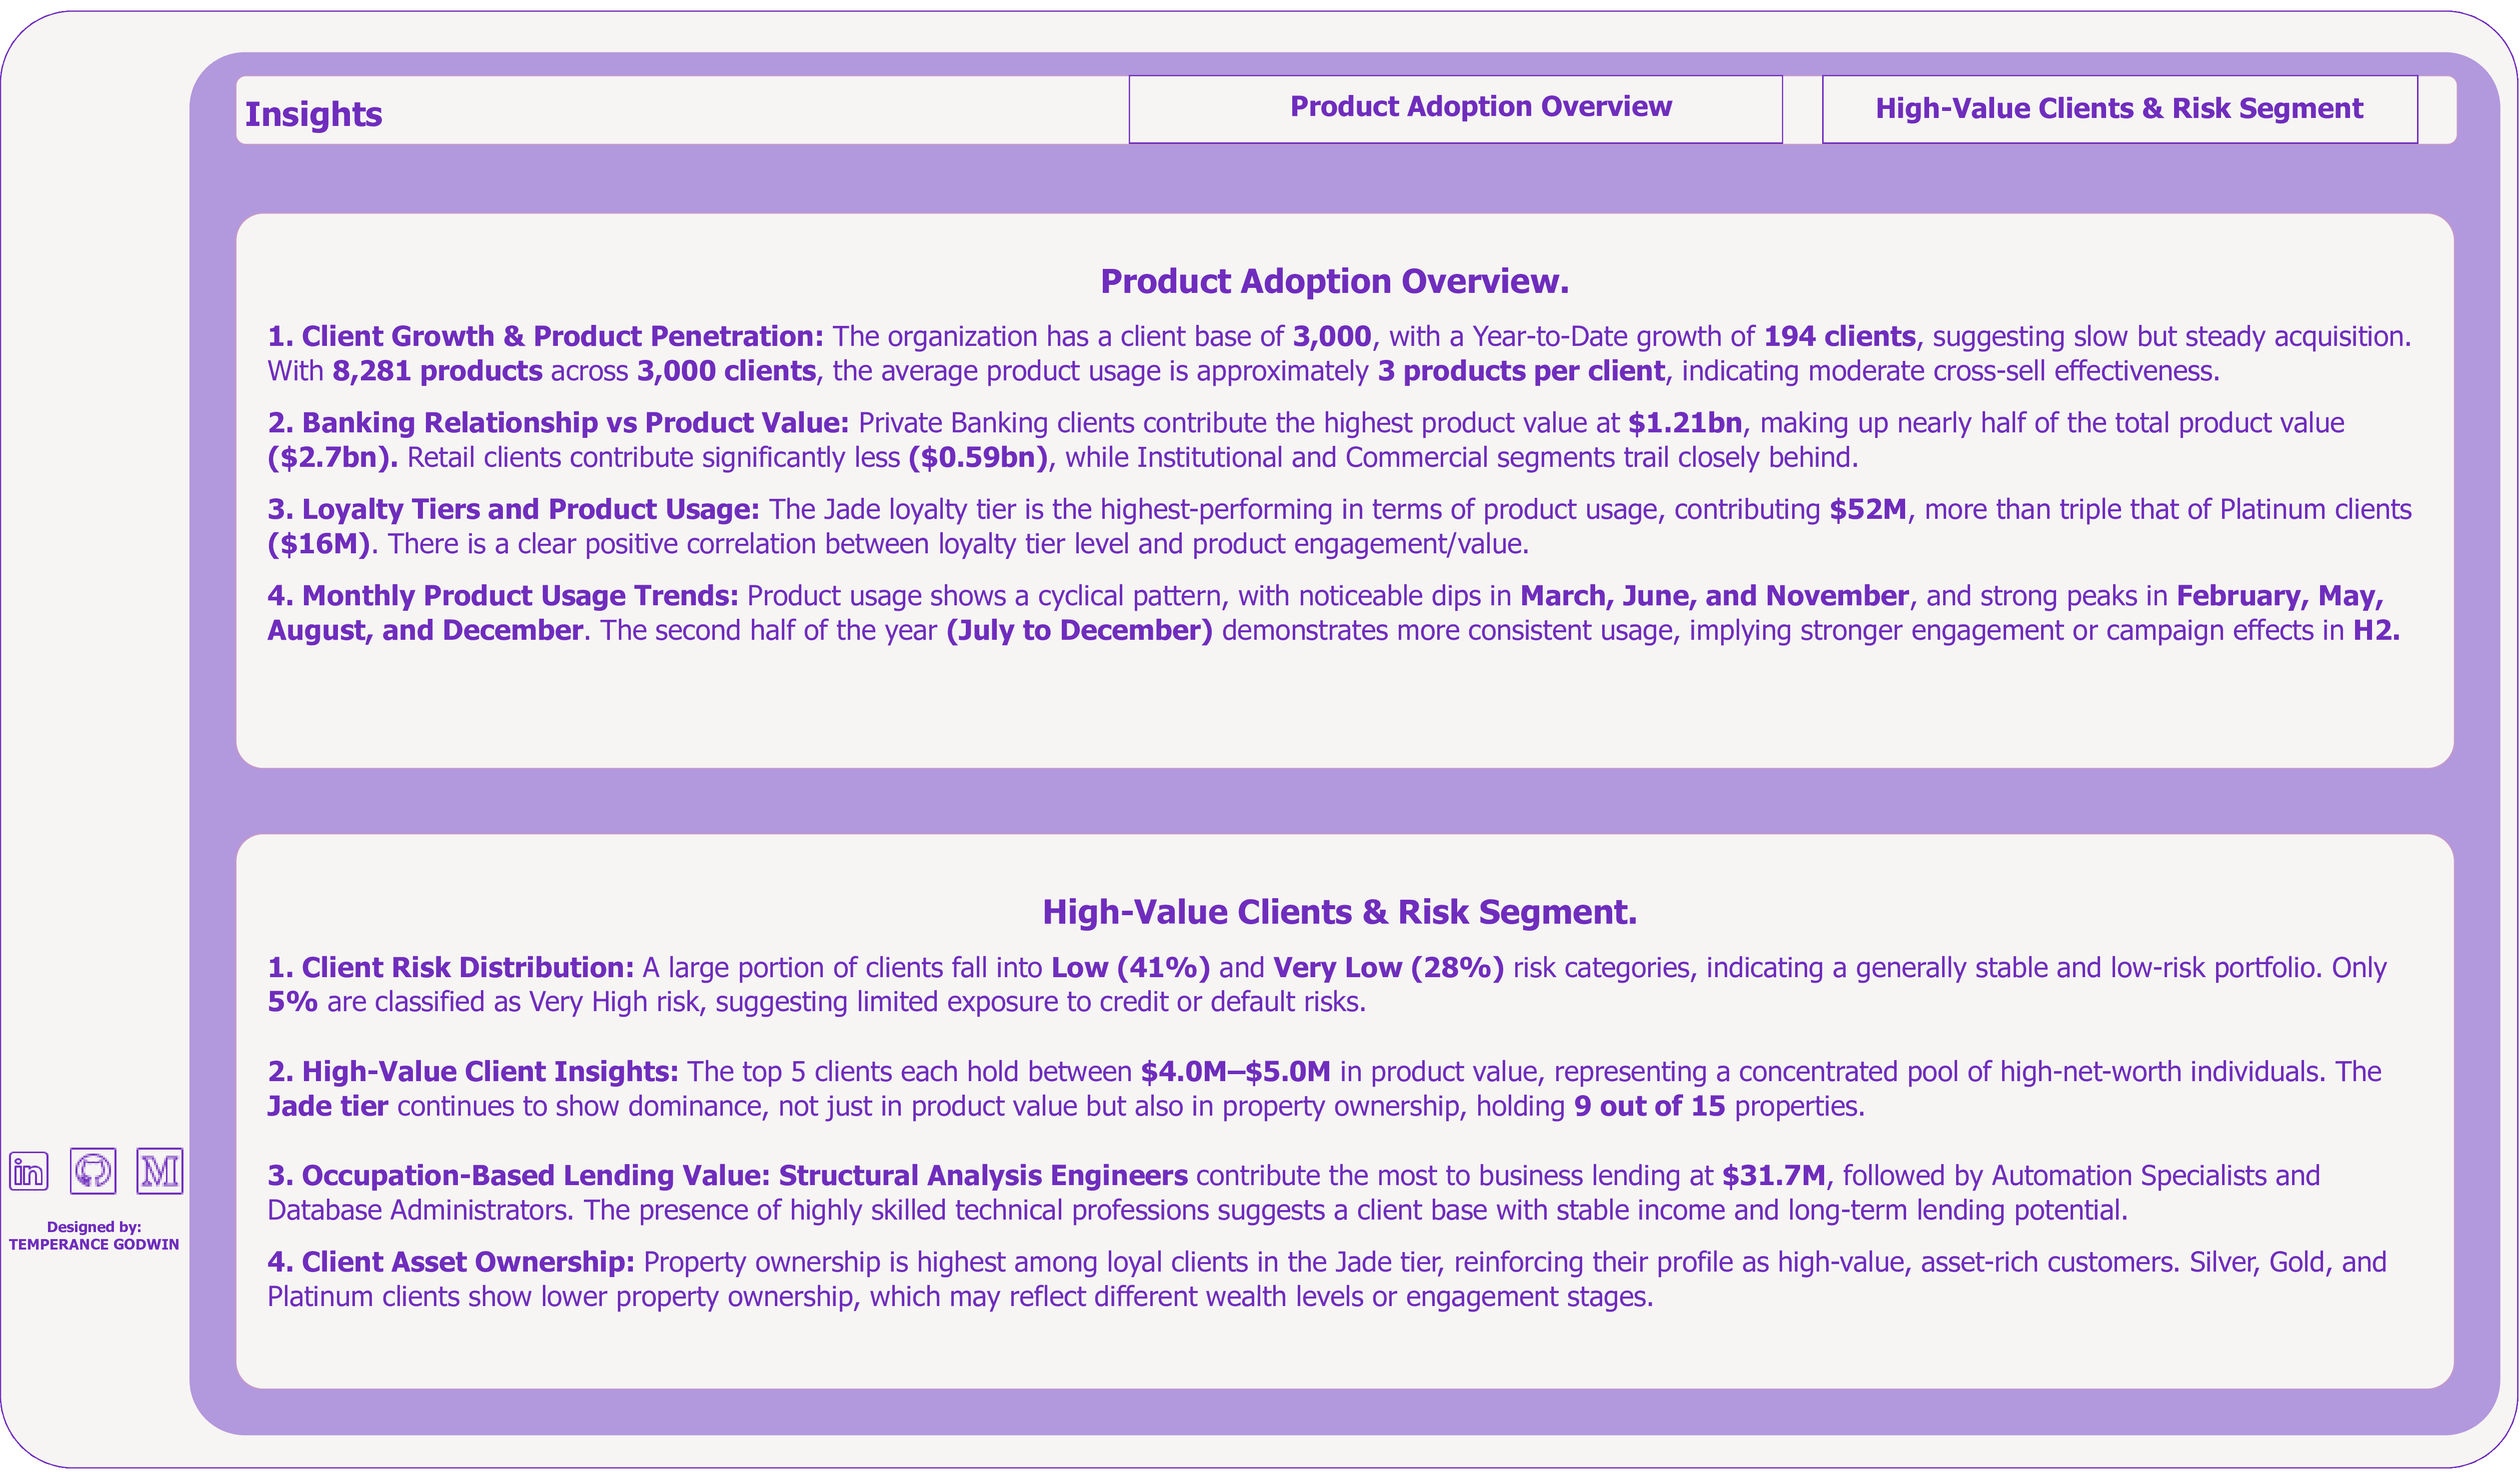 Insights
Product Adoption Overview
High-Value Clients & Risk Segment
Product Adoption Overview.
1. Client Growth & Product Penetration: The organization has a client base of 3,000, with a Year-to-Date growth of 194 clients, suggesting slow but steady acquisition.
With 8,281 products across 3,000 clients, the average product usage is approximately 3 products per client, indicating moderate cross-sell effectiveness.
2. Banking Relationship vs Product Value: Private Banking clients contribute the highest product value at $1.21bn, making up nearly half of the total product value
($2.7bn). Retail clients contribute significantly less ($0.59bn), while Institutional and Commercial segments trail closely behind.
3. Loyalty Tiers and Product Usage: The Jade loyalty tier is the highest-performing in terms of product usage, contributing $52M, more than triple that of Platinum clients
($16M). There is a clear positive correlation between loyalty tier level and product engagement/value.
4. Monthly Product Usage Trends: Product usage shows a cyclical pattern, with noticeable dips in March, June, and November, and strong peaks in February, May,
August, and December. The second half of the year (July to December) demonstrates more consistent usage, implying stronger engagement or campaign effects in H2.
High-Value Clients & Risk Segment.
1. Client Risk Distribution: A large portion of clients fall into Low (41%) and Very Low (28%) risk categories, indicating a generally stable and low-risk portfolio. Only
5% are classified as Very High risk, suggesting limited exposure to credit or default risks.
2. High-Value Client Insights: The top 5 clients each hold between $4.0M–$5.0M in product value, representing a concentrated pool of high-net-worth individuals. The
Jade tier continues to show dominance, not just in product value but also in property ownership, holding 9 out of 15 properties.
3. Occupation-Based Lending Value: Structural Analysis Engineers contribute the most to business lending at $31.7M, followed by Automation Specialists and
Database Administrators. The presence of highly skilled technical professions suggests a client base with stable income and long-term lending potential.
4. Client Asset Ownership: Property ownership is highest among loyal clients in the Jade tier, reinforcing their profile as high-value, asset-rich customers. Silver, Gold, and
Platinum clients show lower property ownership, which may reflect different wealth levels or engagement stages.
in
M
Designed by:
TEMPERANCE GODWIN